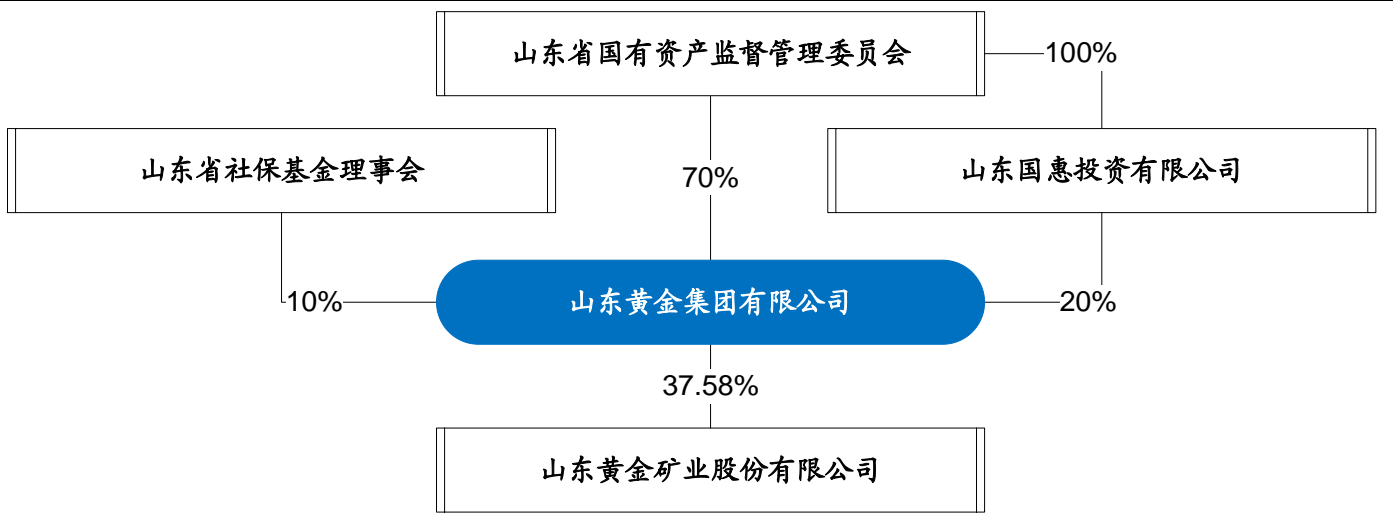 山东省国有资产监督管理委员会
100%
山东省社保基金理事会
70%
山东国惠投资有限公司
10%
山东黄金集团有限公司
20%
37.58%
山东黄金矿业股份有限公司